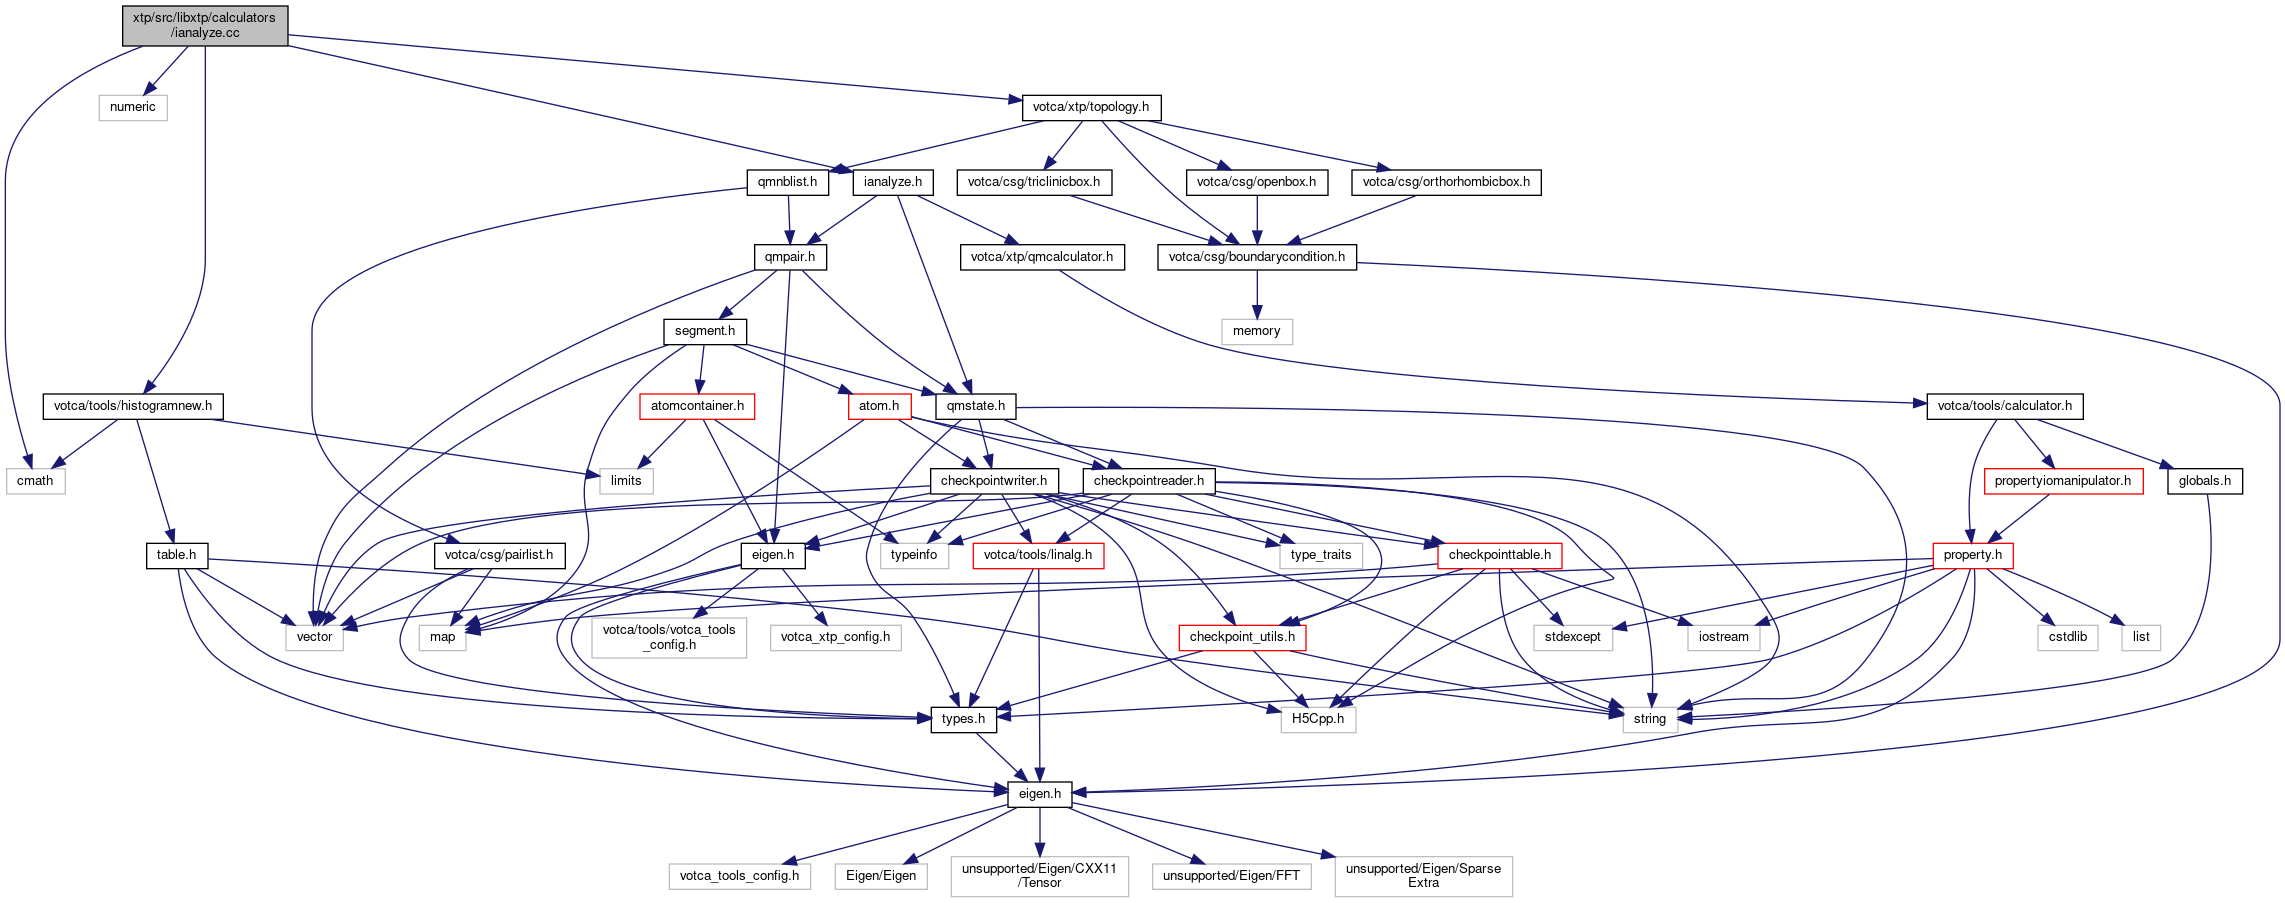 xtp/src/libxtp/calculators
/ianalyze.cc
numeric
votca/xtp/topology.h
qmnblist.h
ianalyze.h
votca/csg/triclinicbox.h
votca/csg/openbox.h
votca/csg/orthorhombicbox.h
qmpair.h
votca/xtp/qmcalculator.h
votca/csg/boundarycondition.h
segment.h
memory
votca/tools/histogramnew.h
atomcontainer.h
atom.h
qmstate.h
votca/tools/calculator.h
cmath
limits
checkpointwriter.h
checkpointreader.h
propertyiomanipulator.h
globals.h
table.h
votca/csg/pairlist.h
eigen.h
typeinfo
votca/tools/linalg.h
type_traits
checkpointtable.h
property.h
vector
map
votca/tools/votca_tools
_config.h
votca_xtp_config.h
checkpoint_utils.h
stdexcept
iostream
cstdlib
list
types.h
H5Cpp.h
string
eigen.h
votca_tools_config.h
Eigen/Eigen
unsupported/Eigen/CXX11
/Tensor
unsupported/Eigen/FFT
unsupported/Eigen/Sparse
Extra